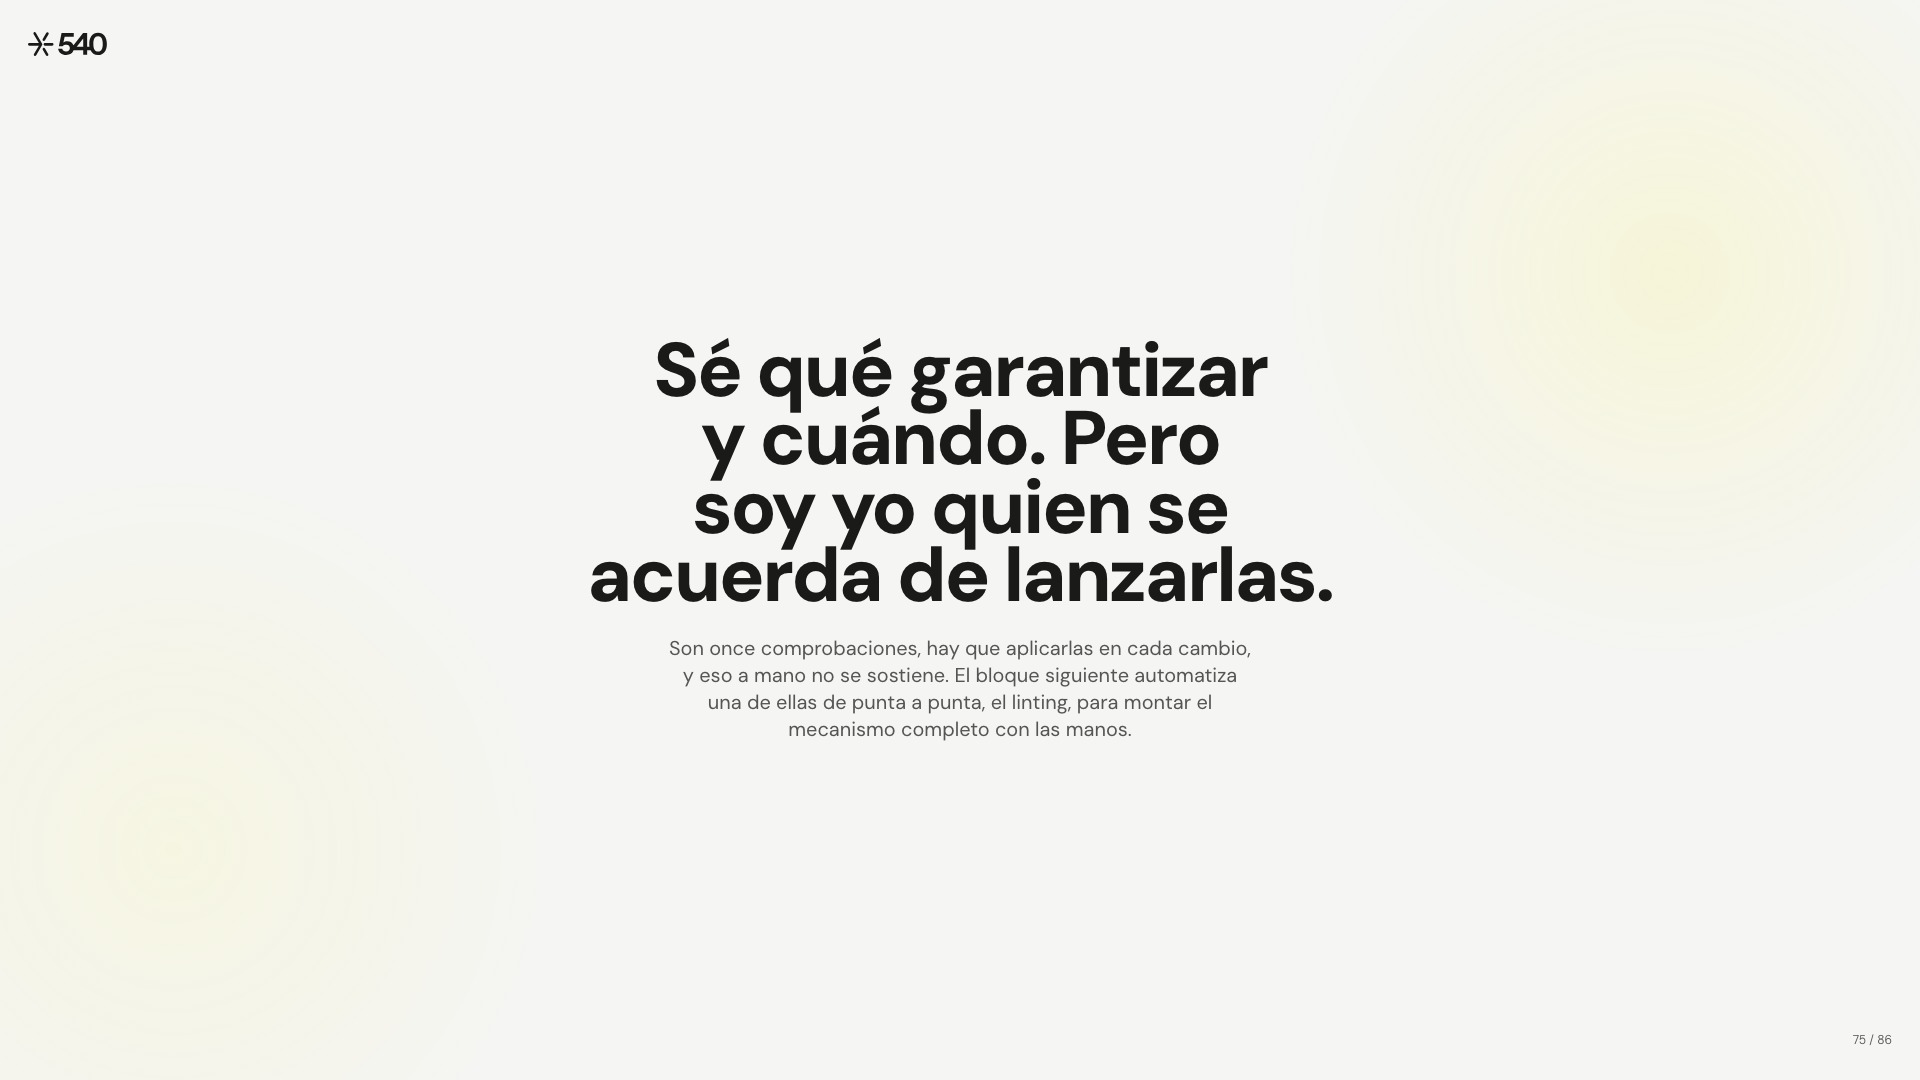 540
Sé qué garantizar
y cuándo. Pero
soy yo quien se
acuerda de lanzarlas.
Son once comprobaciones, hay que aplicarlas en cada cambio,
y eso a mano no se sostiene. El bloque siguiente automatiza
una de ellas de punta a punta, el linting, para montar el
mecanismo completo con las manos.
75 / 86